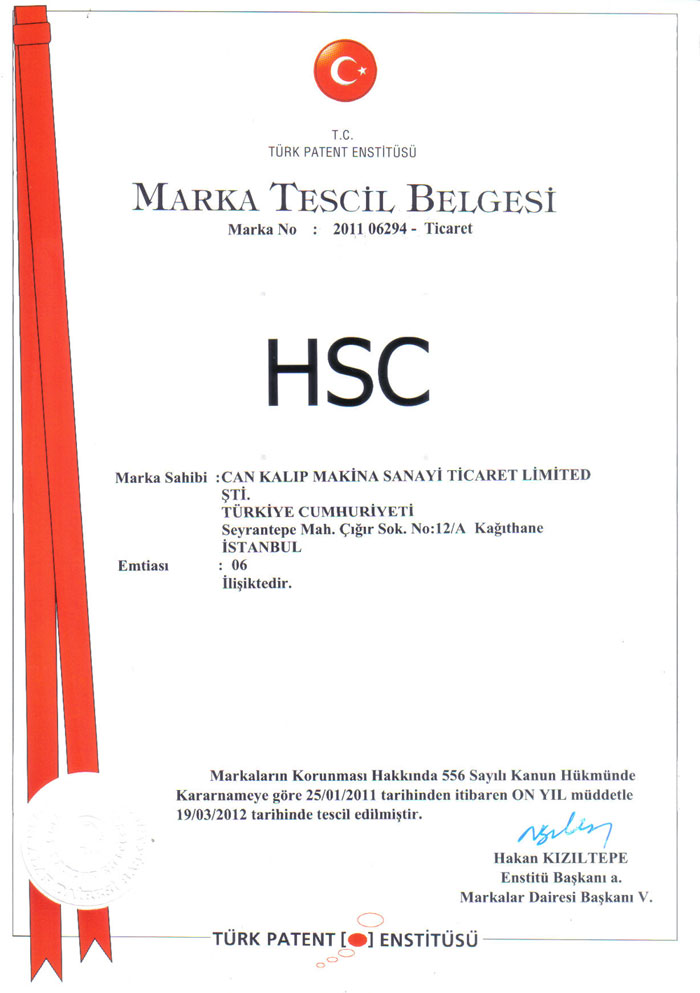 T.C.
TÜRK PATENT ENSTİTÜSÜ
MARKA TESCİL BELGESİ
Marka No : 2011 06294 - Ticaret
HSC
Marka Sahibi :CAN KALIP MAKİNA SANAYİ TİCARET LİMİTED
ŞTİ.
TÜRKİYE CUMHURİYETİ
Seyrantepe Mah. Çığır Sok. No:12/A Kağıthane
İSTANBUL
Emtiası : 06
İlişiktedir.
Markaların Korunması Hakkında 556 Sayılı Kanun Hükmünde
Kararnameye göre 25/01/2011 tarihinden itibaren ON YIL müddetle
19/03/2012 tarihinde tescil edilmiştir.
Hakan KIZILTEPE
Enstitü Başkanı a.
Markalar Dairesi Başkanı V.
TÜRK PATENT [ ] ENSTİTÜSÜ